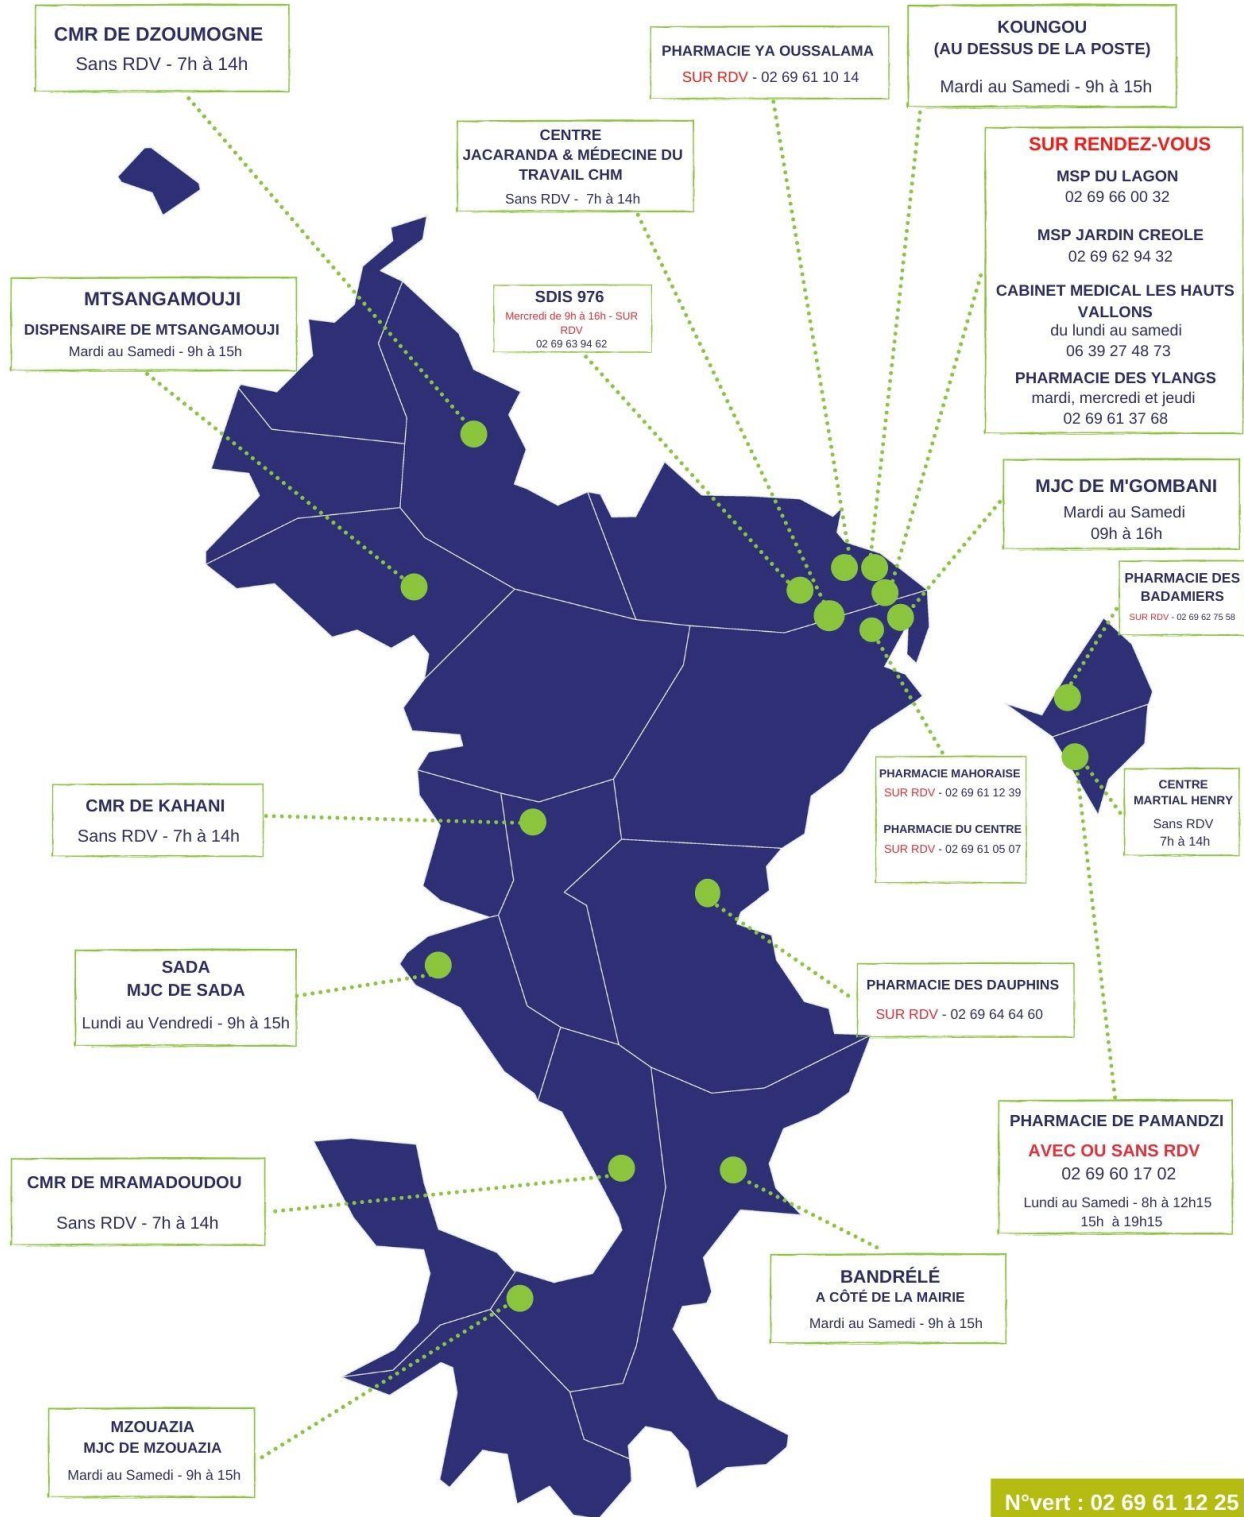 CMR DE DZOUMOGNE
Sans RDV - 7h à 14h
PHARMACIE YA OUSSALAMA
SUR RDV - 02 69 61 10 14
KOUNGOU
(AU DESSUS DE LA POSTE)
Mardi au Samedi - 9h à 15h
CENTRE
JACARANDA & MÉDECINE DU
TRAVAIL CHM
Sans RDV - 7h à 14h
SUR RENDEZ-VOUS
MSP DU LAGON
02 69 66 00 32
MSP JARDIN CREOLE
02 69 62 94 32
CABINET MEDICAL LES HAUTS
VALLONS
du lundi au samedi
06 39 27 48 73
PHARMACIE DES YLANGS
mardi, mercredi et jeudi
02 69 61 37 68
MTSANGAMOUJI
DISPENSAIRE DE MTSANGAMOUJI
Mardi au Samedi - 9h à 15h
SDIS 976
Mercredi de 9h à 16h - SUR
RDV
02 69 63 94 62
MJC DE M'GOMBANI
Mardi au Samedi
09h à 16h
PHARMACIE DES
BADAMIERS
SUR RDV - 02 69 62 75 58
PHARMACIE MAHORAISE
SUR RDV - 02 69 61 12 39
PHARMACIE DU CENTRE
SUR RDV - 02 69 61 05 07
CENTRE
MARTIAL HENRY
Sans RDV
7h à 14h
CMR DE KAHANI
Sans RDV - 7h à 14h
SADA
MJC DE SADA
Lundi au Vendredi - 9h à 15h
PHARMACIE DES DAUPHINS
SUR RDV - 02 69 64 64 60
PHARMACIE DE PAMANDZI
AVEC OU SANS RDV
02 69 60 17 02
Lundi au Samedi - 8h à 12h15
15h à 19h15
CMR DE MRAMADOUDOU
Sans RDV - 7h à 14h
BANDRÉLÉ
A CÔTÉ DE LA MAIRIE
Mardi au Samedi - 9h à 15h
MZOUAZIA
MJC DE MZOUAZIA
Mardi au Samedi - 9h à 15h
N°vert : 02 69 61 12 25